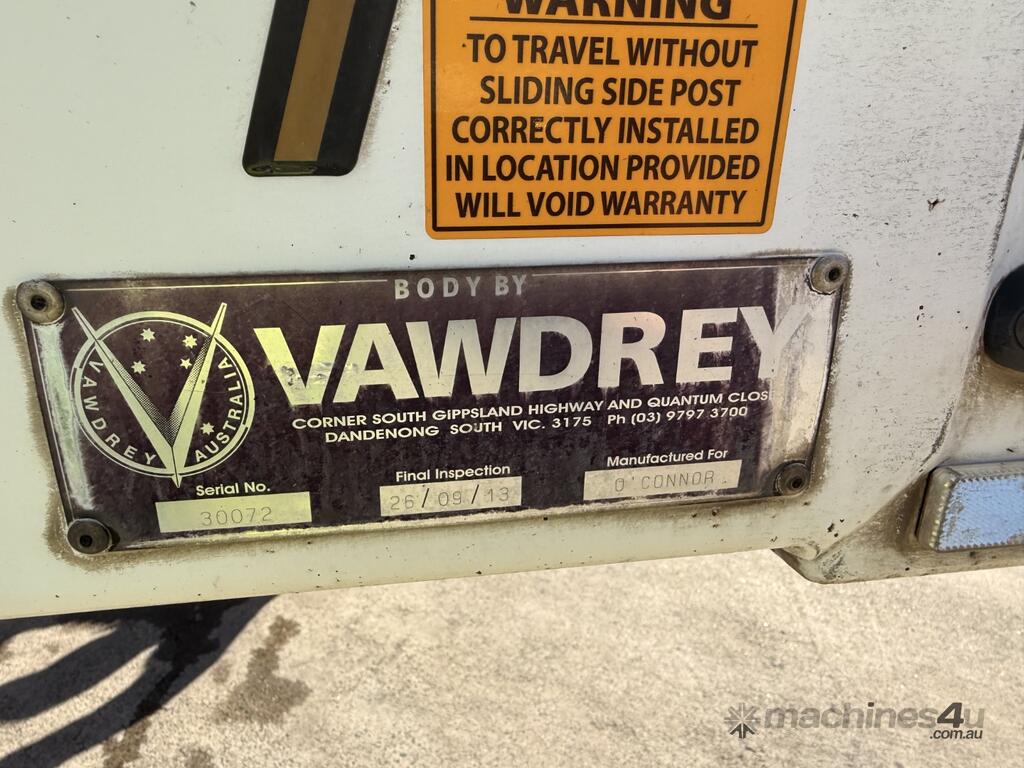 WARNING
TO TRAVEL WITHOUT
SLIDING SIDE POST
CORRECTLY INSTALLED
IN LOCATION PROVIDED
WILL VOID WARRANTY
BODY BY
VAWDREY
VAWDREY AUSTRALIA
CORNER SOUTH GIPPSLAND HIGHWAY AND QUANTUM CLOSE
DANDENONG SOUTH VIC. 3175 Ph (03) 9797 3700
Serial No. Final Inspection Manufactured For
30072 26/09/13 O'CONNOR.
machines4u
.com.au